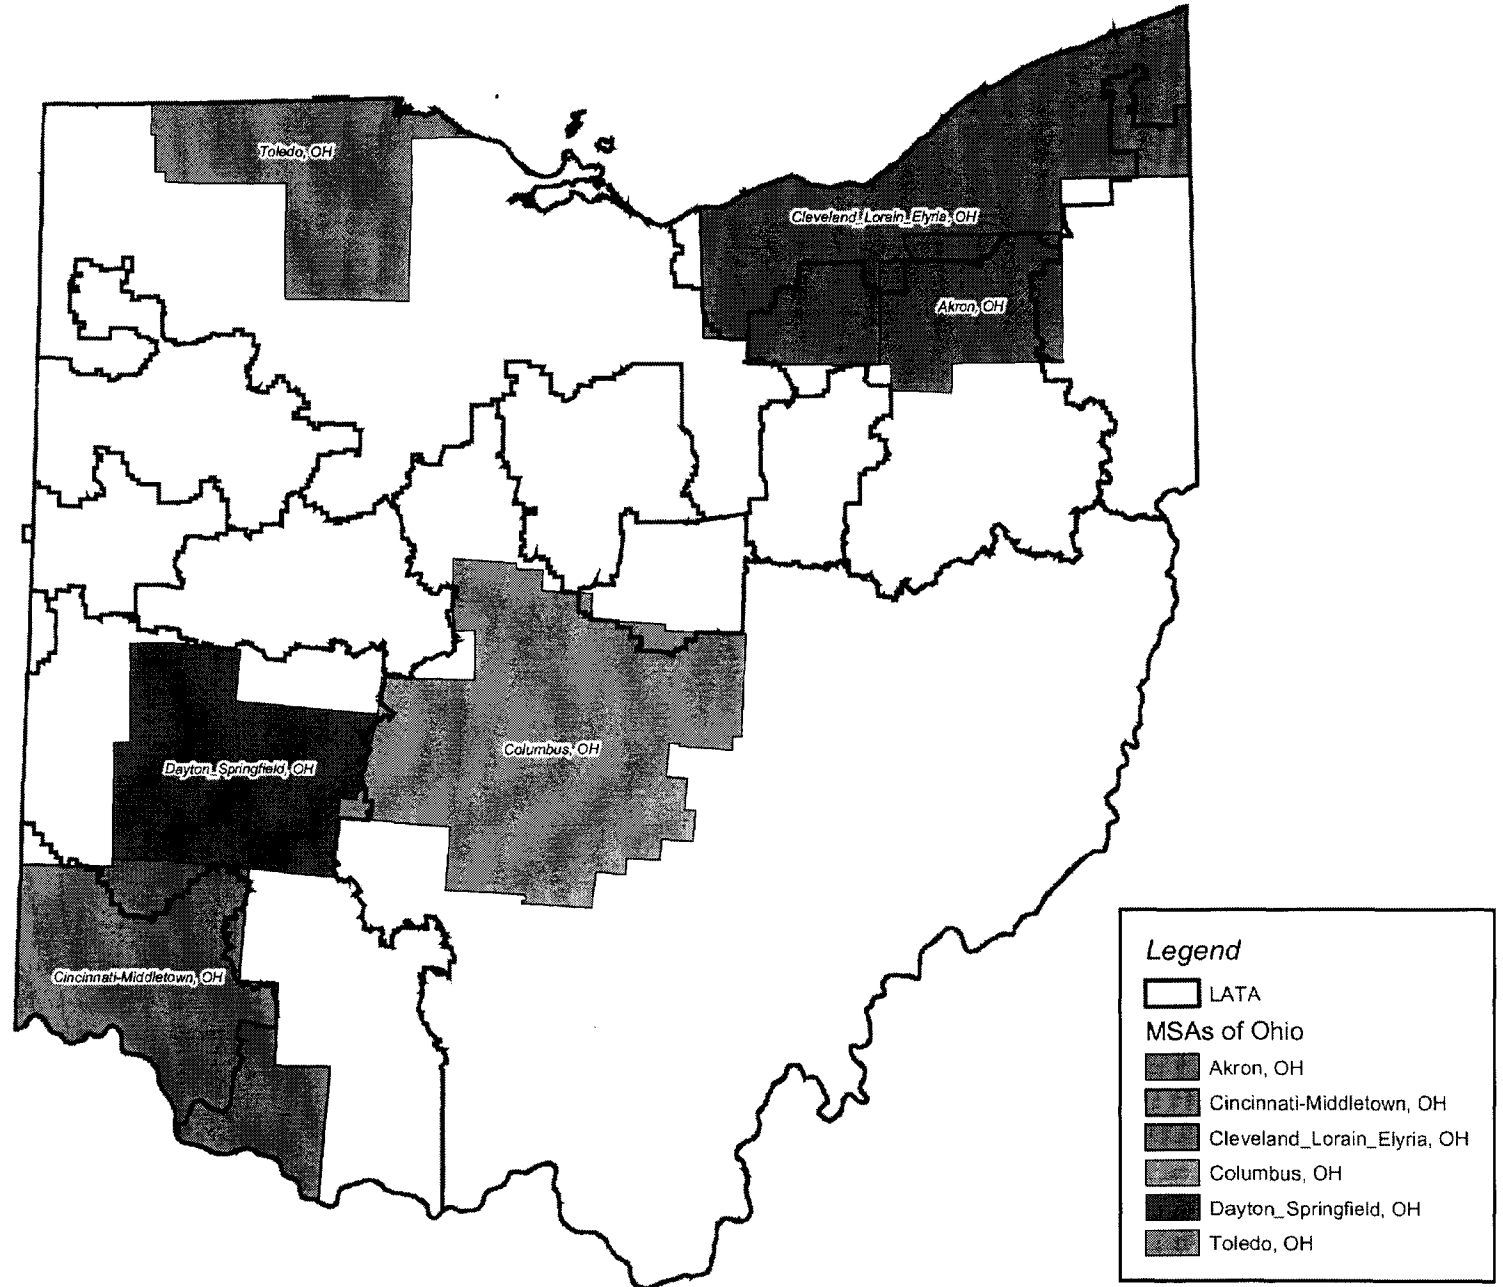 Toledo, OH
Cleveland_Lorain_Elyria, OH
Akron, OH
Columbus, OH
Dayton_Springfield, OH
Cincinnati-Middletown, OH
Legend
LATA
MSAs of Ohio
Akron, OH
Cincinnati-Middletown, OH
Cleveland_Lorain_Elyria, OH
Columbus, OH
Dayton_Springfield, OH
Toledo, OH